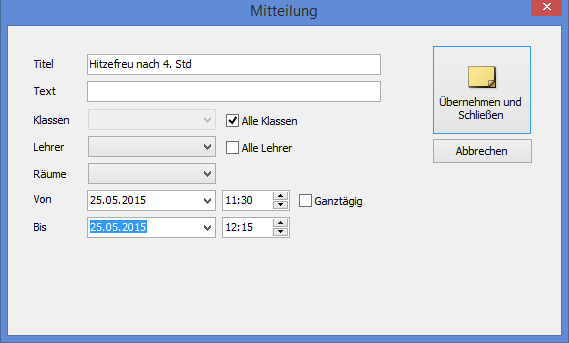 Mitteilung
Titel Hitzefreu nach 4. Std
Text
Klassen Alle Klassen
Lehrer Alle Lehrer
Räume
Von 25.05.2015 11:30 Ganztägig
Bis 25.05.2015 12:15
Übernehmen und
Schließen
Abbrechen